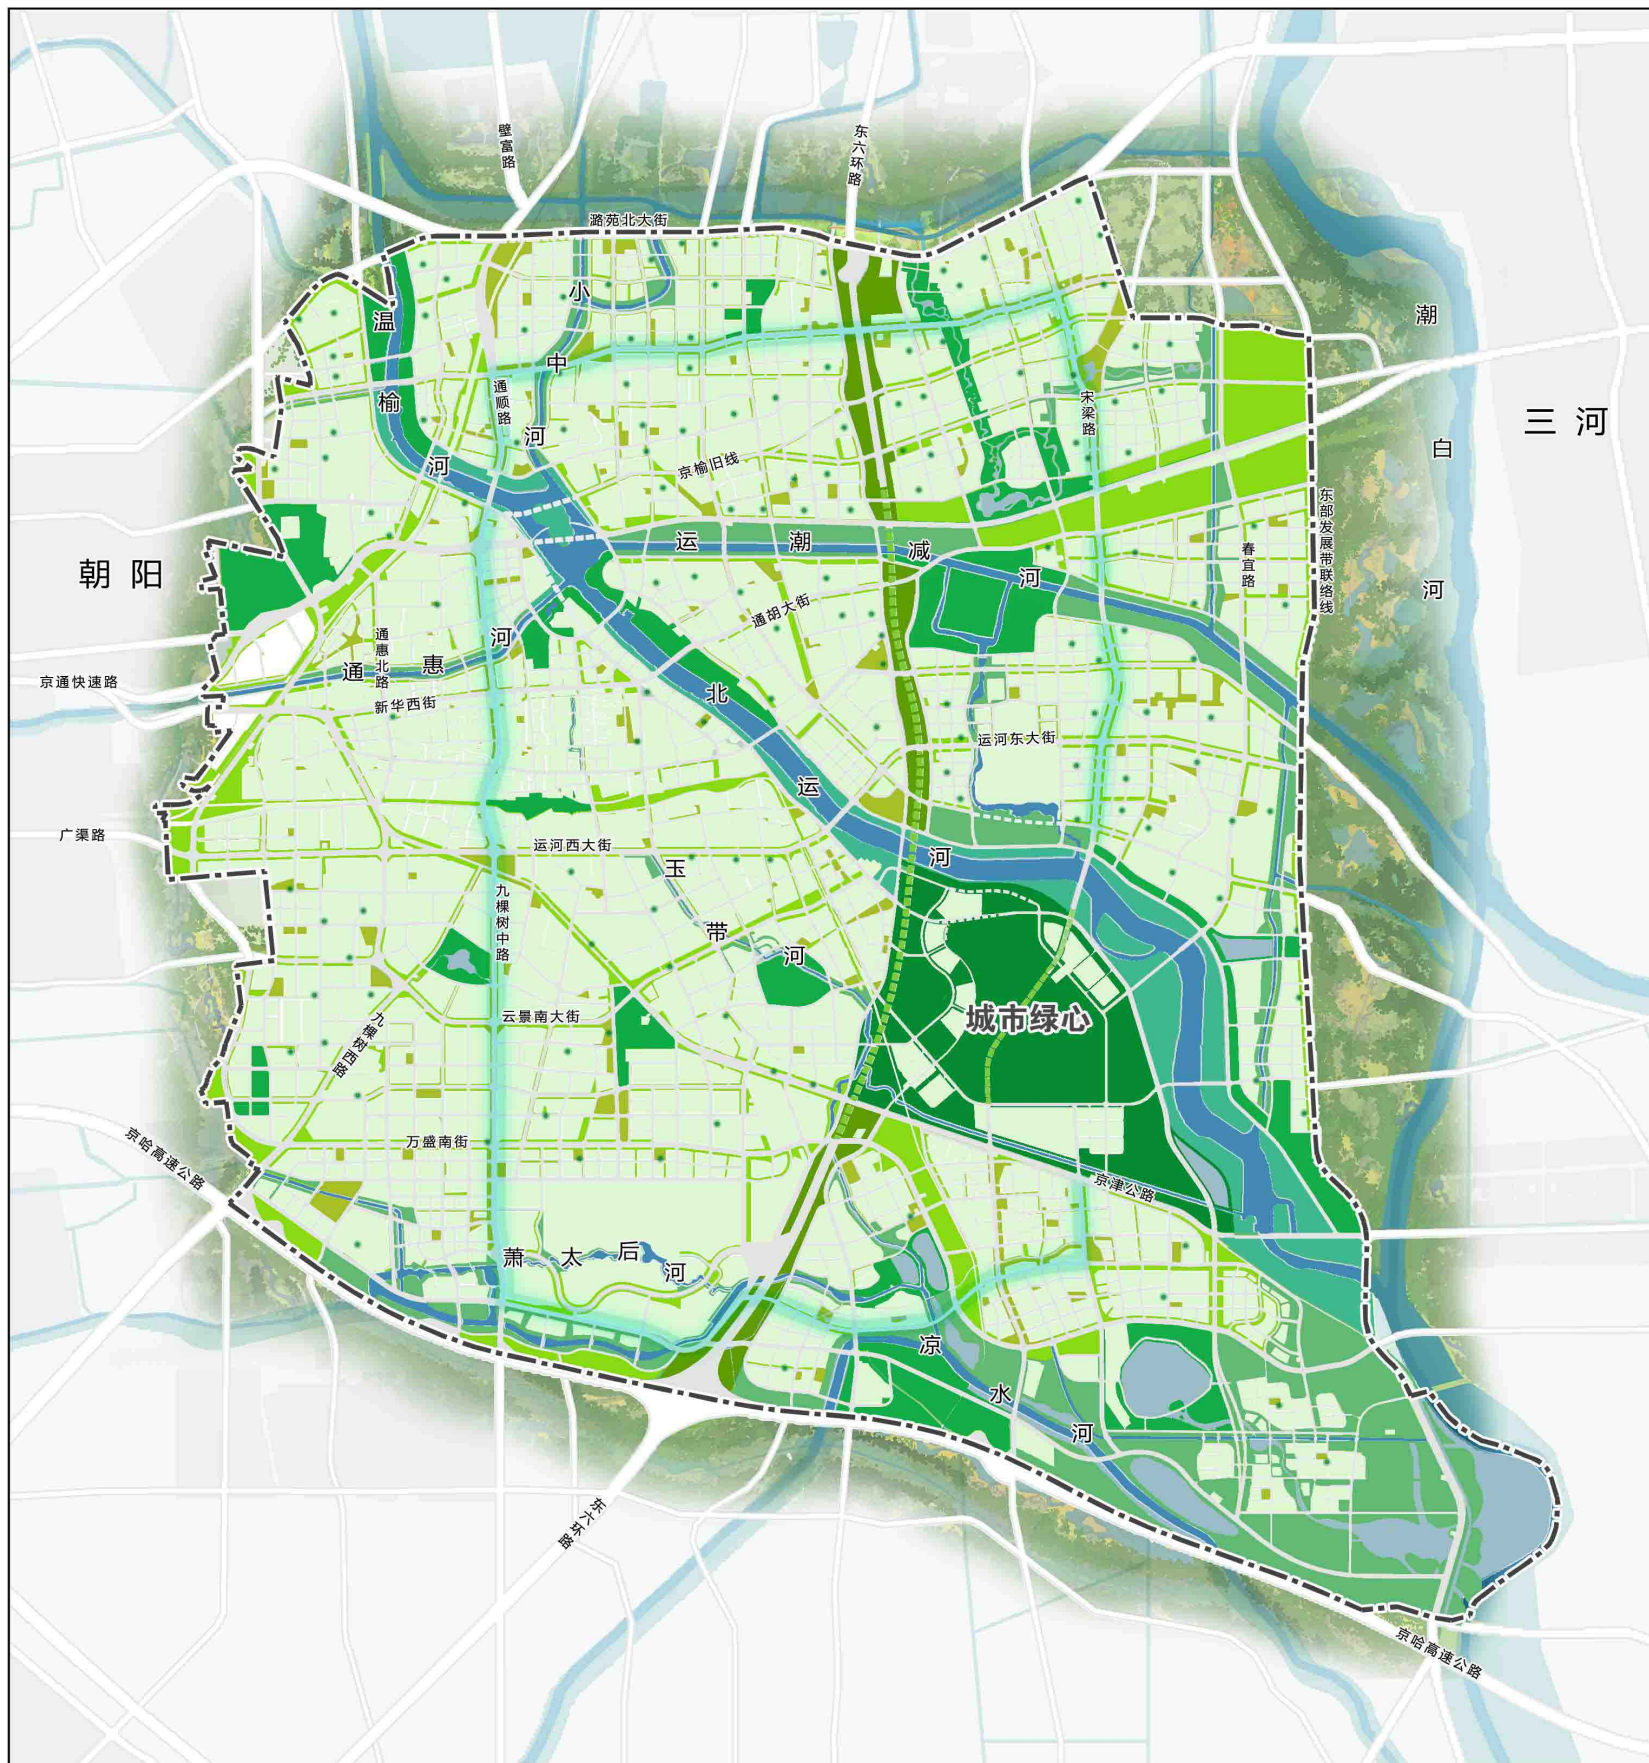 壁富路
东六环路
潞苑北大街
小中河
温榆河
通顺路
宋梁路
京榆旧线
潮白河
三河
朝阳
运潮减河
春宜路
东部发展带联络线
通胡大街
通惠北路
通惠河
京通快速路
新华西街
北运河
运河东大街
广渠路
运河西大街
玉带河
九棵树中路
城市绿心
云景南大街
九棵树西路
万盛南街
京哈高速公路
京津公路
萧太后河
凉水河
东六环路
京哈高速公路